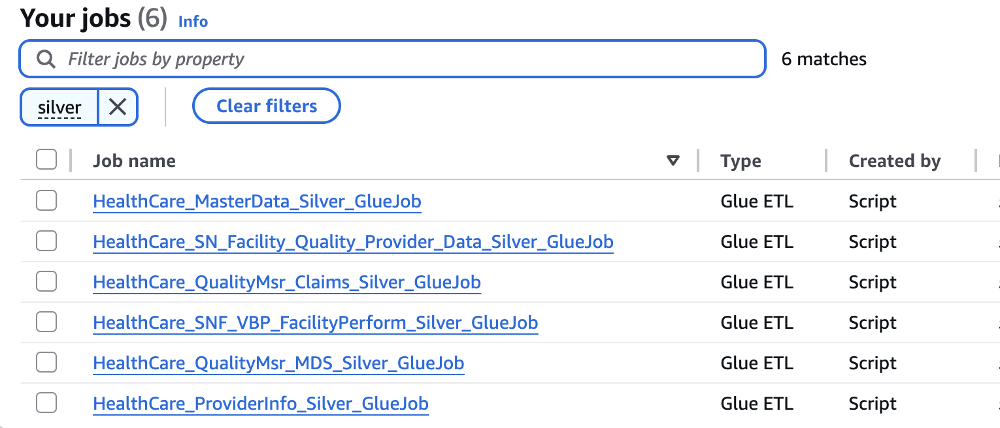 Your jobs (6) Info
Filter jobs by property 6 matches
silver Clear filters
Job name Type Created by
HealthCare_MasterData_Silver_GlueJob Glue ETL Script
HealthCare_SN_Facility_Quality_Provider_Data_Silver_GlueJob Glue ETL Script
HealthCare_QualityMsr_Claims_Silver_GlueJob Glue ETL Script
HealthCare_SNF_VBP_FacilityPerform_Silver_GlueJob Glue ETL Script
HealthCare_QualityMsr_MDS_Silver_GlueJob Glue ETL Script
HealthCare_ProviderInfo_Silver_GlueJob Glue ETL Script